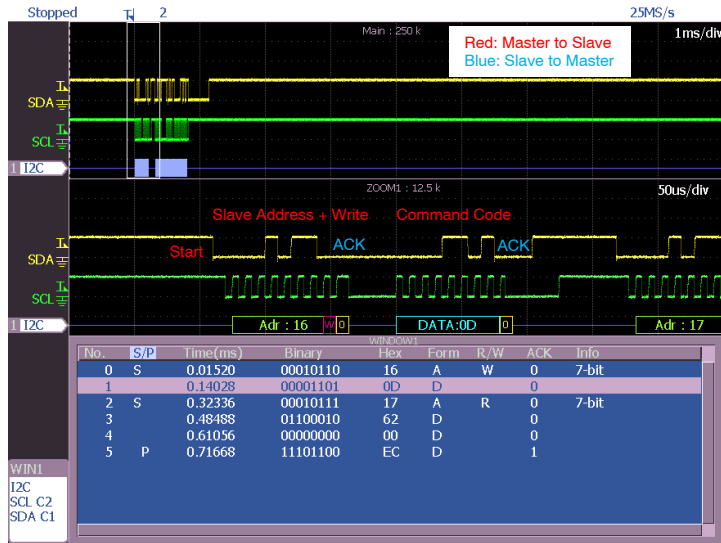 Stopped T 2 25MS/s
Main : 250 k 1ms/div
Red: Master to Slave
Blue: Slave to Master
SDA
SCL
1 I2C
ZOOM1 : 12.5 k 50us/div
Slave Address + Write Command Code
Start ACK ACK
SDA
SCL
1 I2C Adr : 16 W 0 DATA:0D 0 Adr : 17
WINDOW1
No. S/P Time(ms) Binary Hex Form R/W ACK Info
0 S 0.01520 00010110 16 A W 0 7-bit
1 0.14028 00001101 0D D 0
2 S 0.32336 00010111 17 A R 0 7-bit
3 0.48488 01100010 62 D 0
4 0.61056 00000000 00 D 0
5 P 0.71668 11101100 EC D 1
WIN1
I2C
SCL C2
SDA C1